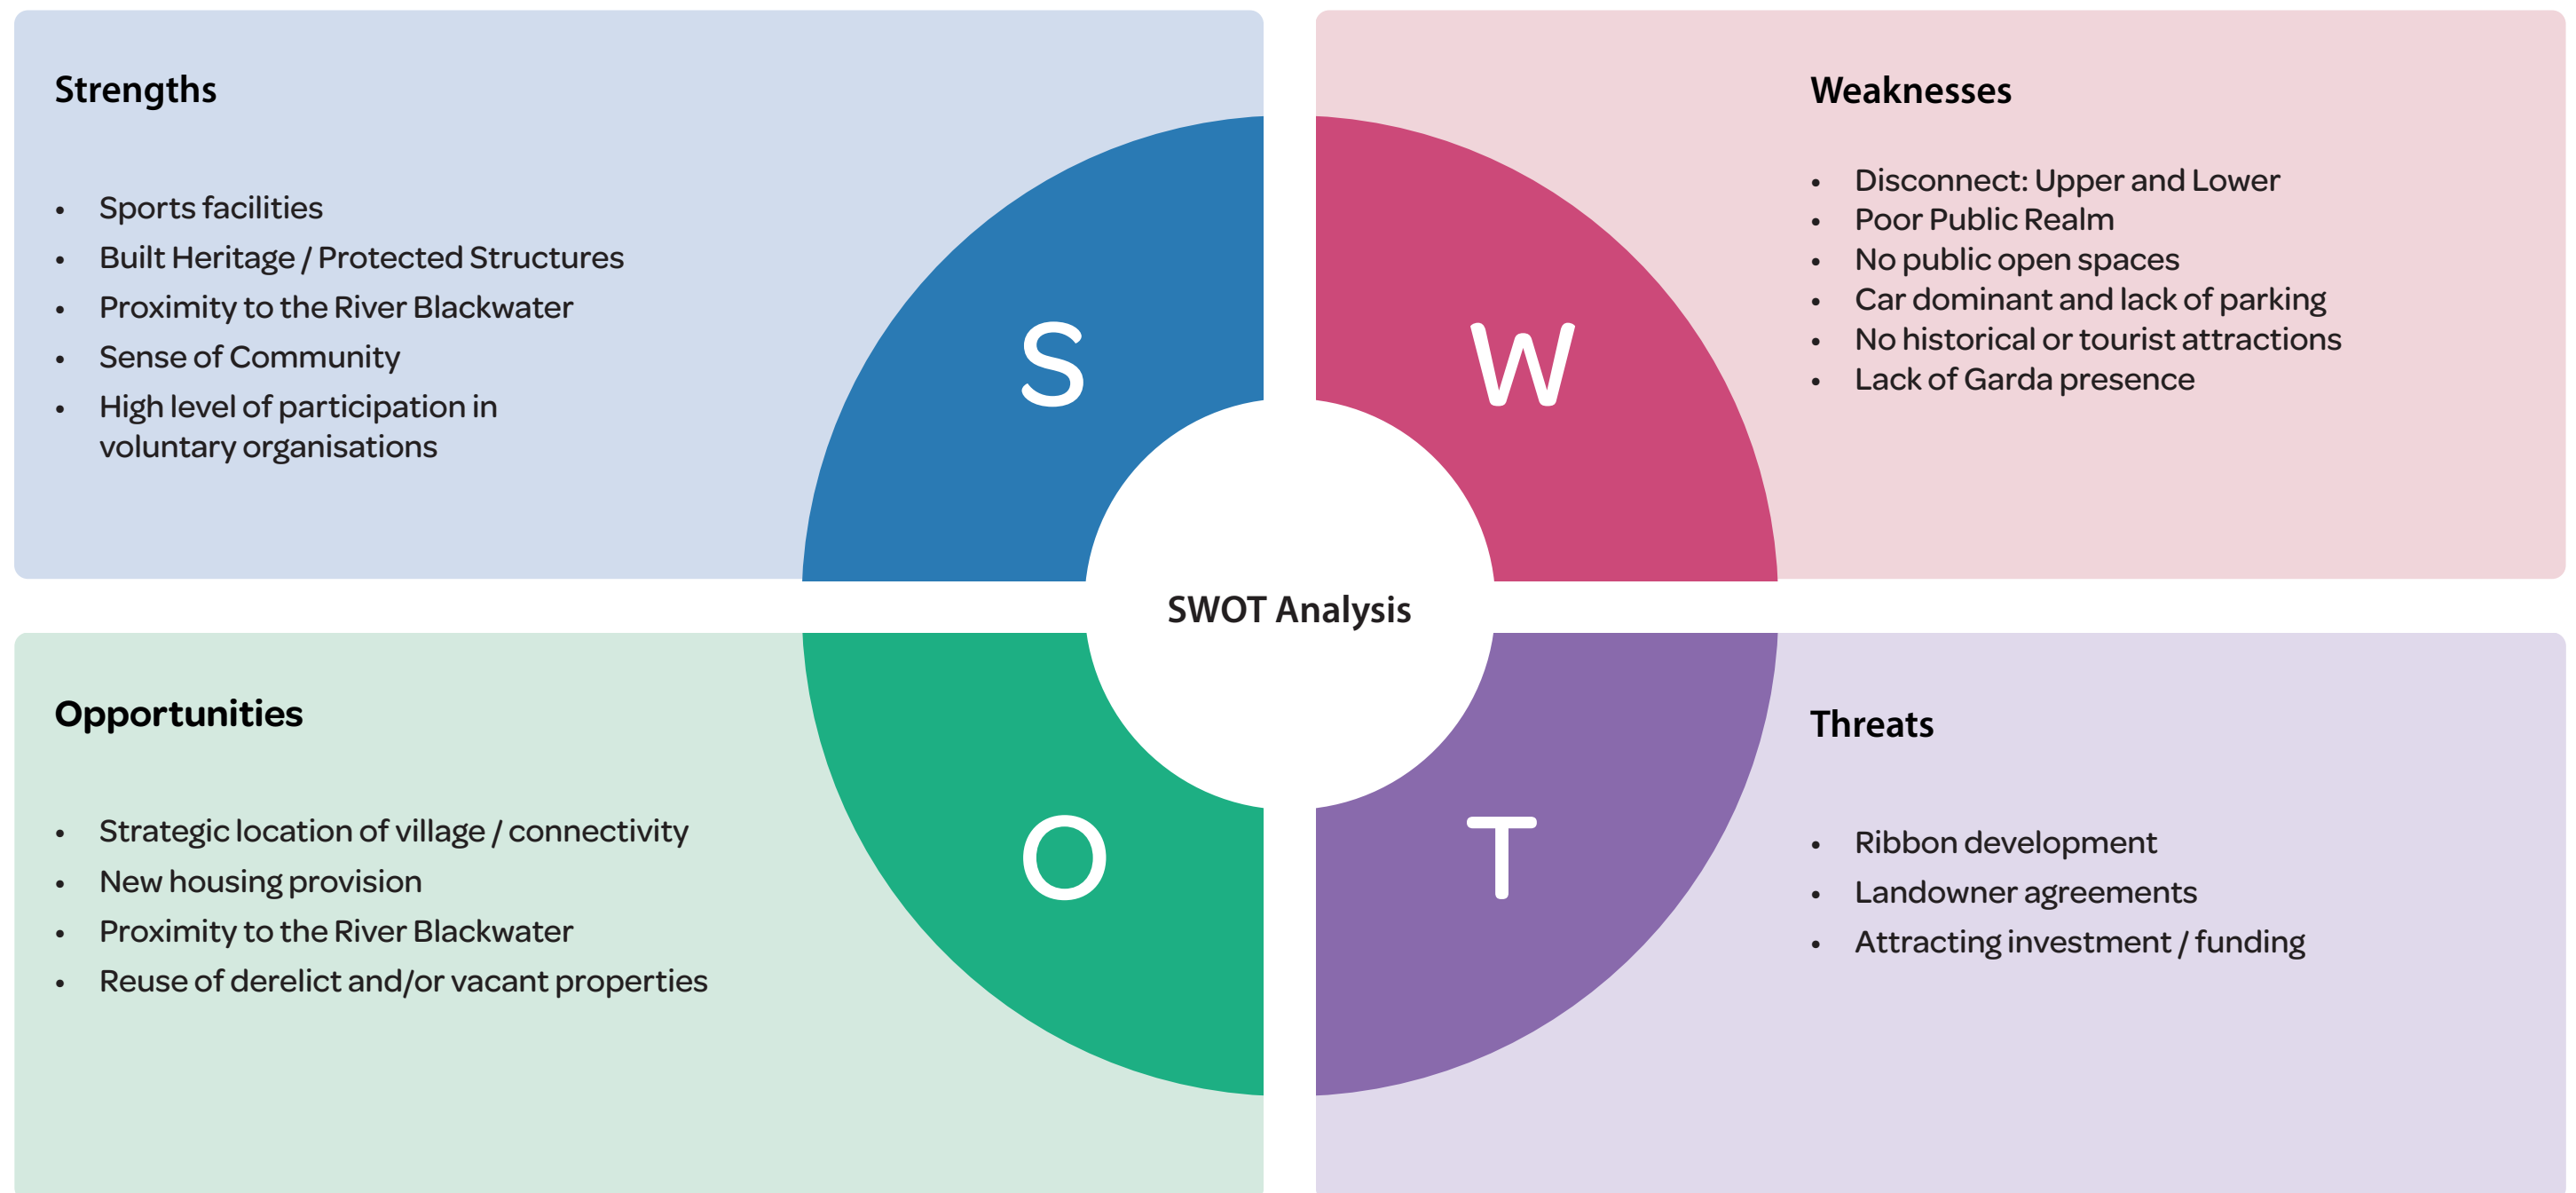 Strengths
• Sports facilities
• Built Heritage / Protected Structures
• Proximity to the River Blackwater
• Sense of Community
• High level of participation in
voluntary organisations
S
Weaknesses
• Disconnect: Upper and Lower
• Poor Public Realm
• No public open spaces
• Car dominant and lack of parking
• No historical or tourist attractions
• Lack of Garda presence
W
SWOT Analysis
Opportunities
• Strategic location of village / connectivity
• New housing provision
• Proximity to the River Blackwater
• Reuse of derelict and/or vacant properties
O
Threats
• Ribbon development
• Landowner agreements
• Attracting investment / funding
T